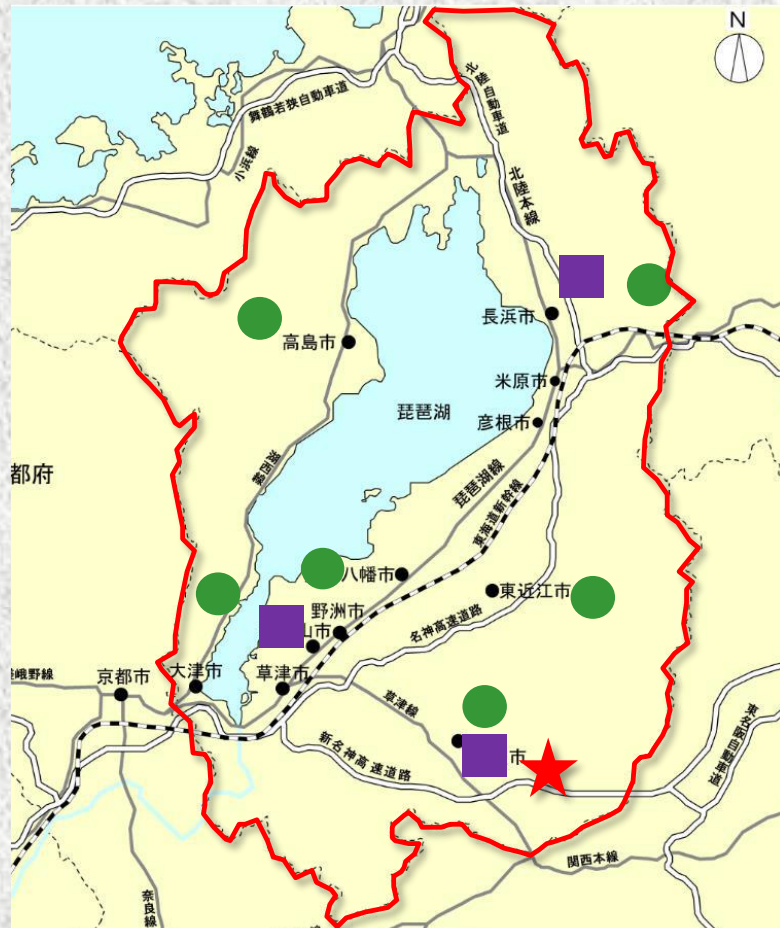 N
北陸自動車道
舞鶴若狭自動車道
小浜線
北陸本線
長浜市
高島市
米原市
琵琶湖
彦根市
湖西線
琵琶湖線
東海道新幹線
都府
八幡市
東近江市
野洲市
名神高速道路
山市
大津市
草津市
京都市
嵯峨野線
草津線
市
新名神高速道路
東名阪自動車道
関西本線
奈良線